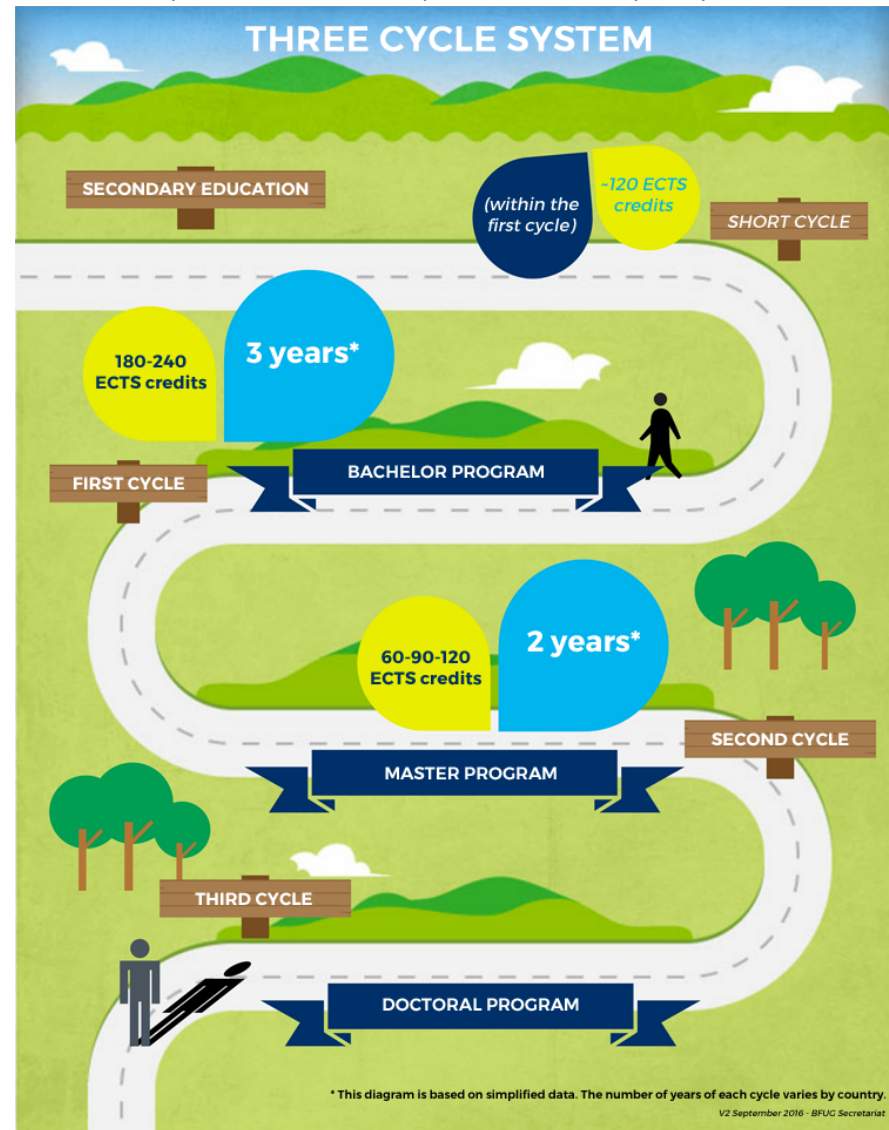 THREE CYCLE SYSTEM
SECONDARY EDUCATION
(within the
first cycle)
~120 ECTS
credits
SHORT CYCLE
180-240
ECTS credits
3 years*
BACHELOR PROGRAM
FIRST CYCLE
60-90-120
ECTS credits
2 years*
SECOND CYCLE
MASTER PROGRAM
THIRD CYCLE
DOCTORAL PROGRAM
* This diagram is based on simplified data. The number of years of each cycle varies by country.
V2 September 2016 - BFUG Secretariat